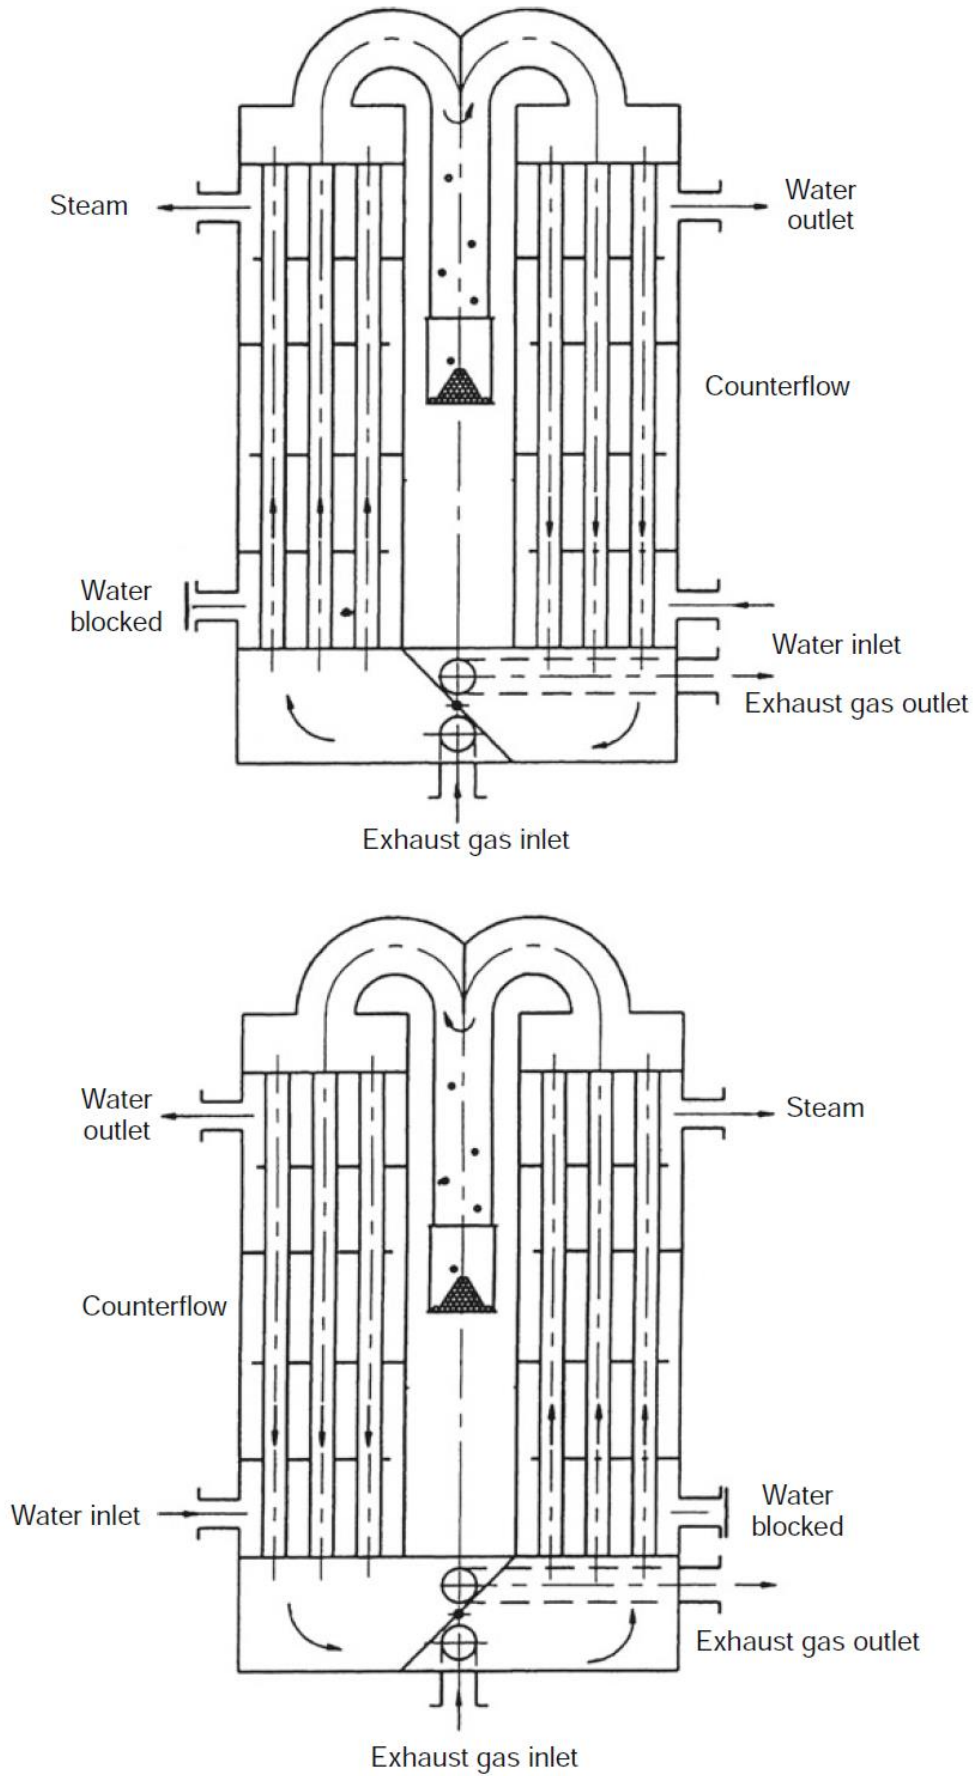 Steam
Water
outlet
Counterflow
Water
blocked
Water inlet
Exhaust gas outlet
Exhaust gas inlet
Water
outlet
Steam
Counterflow
Water inlet
Water
blocked
Exhaust gas outlet
Exhaust gas inlet